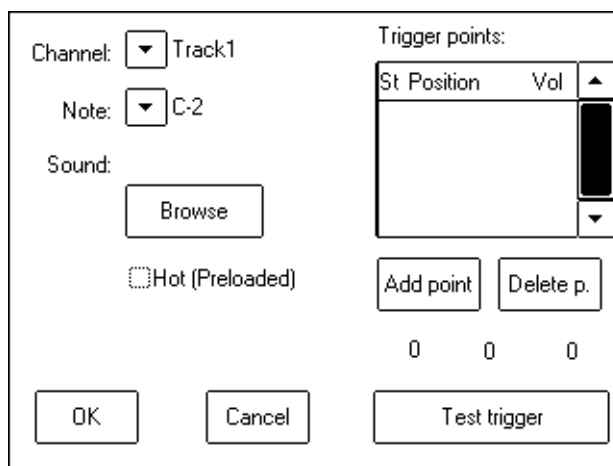 Channel: Track1
Note: C-2
Sound:
Browse
Hot (Preloaded)
Trigger points:
St Position Vol
Add point Delete p.
0 0 0
OK Cancel Test trigger